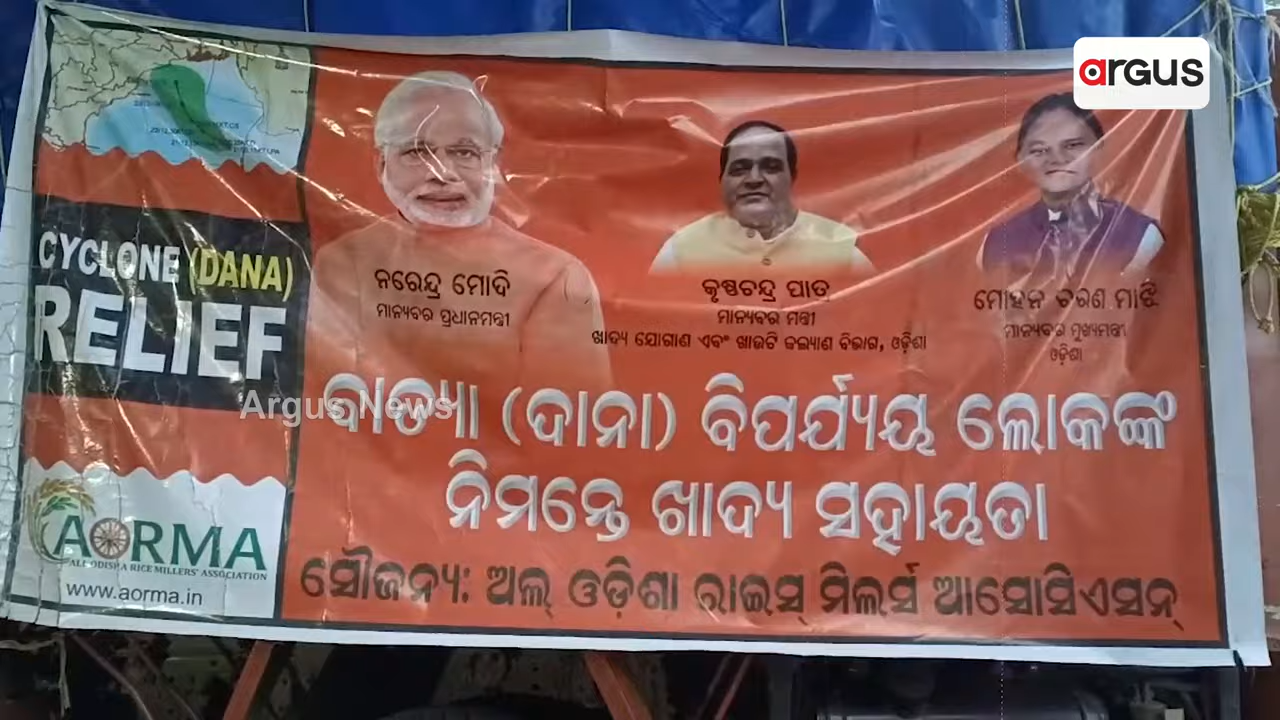 argus
CYCLONE (DANA)
RELIEF
AORMA
ALL ODISHA RICE MILLERS' ASSOCIATION
www.aorma.in
ନରେନ୍ଦ୍ର ମୋଦି
ମାନ୍ୟବର ପ୍ରଧାନମନ୍ତ୍ରୀ
କୃଷ୍ଣଚନ୍ଦ୍ର ପାତ୍ର
ମାନ୍ୟବର ମନ୍ତ୍ରୀ
ଖାଦ୍ୟ ଯୋଗାଣ ଏବଂ ଖାଉଟି କଲ୍ୟାଣ ବିଭାଗ, ଓଡ଼ିଶା
ମୋହନ ଚରଣ ମାଝି
ମାନ୍ୟବର ମୁଖ୍ୟମନ୍ତ୍ରୀ
ଓଡ଼ିଶା
Argus News
ବାତ୍ୟା (ଦାନା) ବିପର୍ଯ୍ୟୟ ଲୋକଙ୍କ
ନିମନ୍ତେ ଖାଦ୍ୟ ସହାୟତା
ସୌଜନ୍ୟ: ଅଲ୍ ଓଡ଼ିଶା ରାଇସ୍ ମିଲର୍ସ ଆସୋସିଏସନ୍